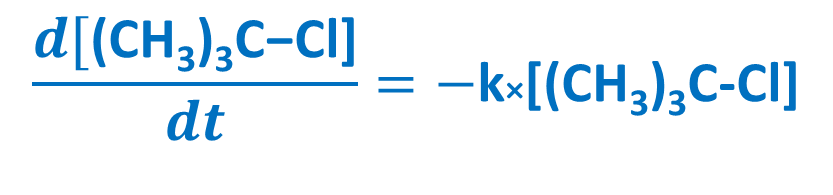 d[(CH₃)₃C–Cl]
dt
= –k×[(CH₃)₃C-Cl]